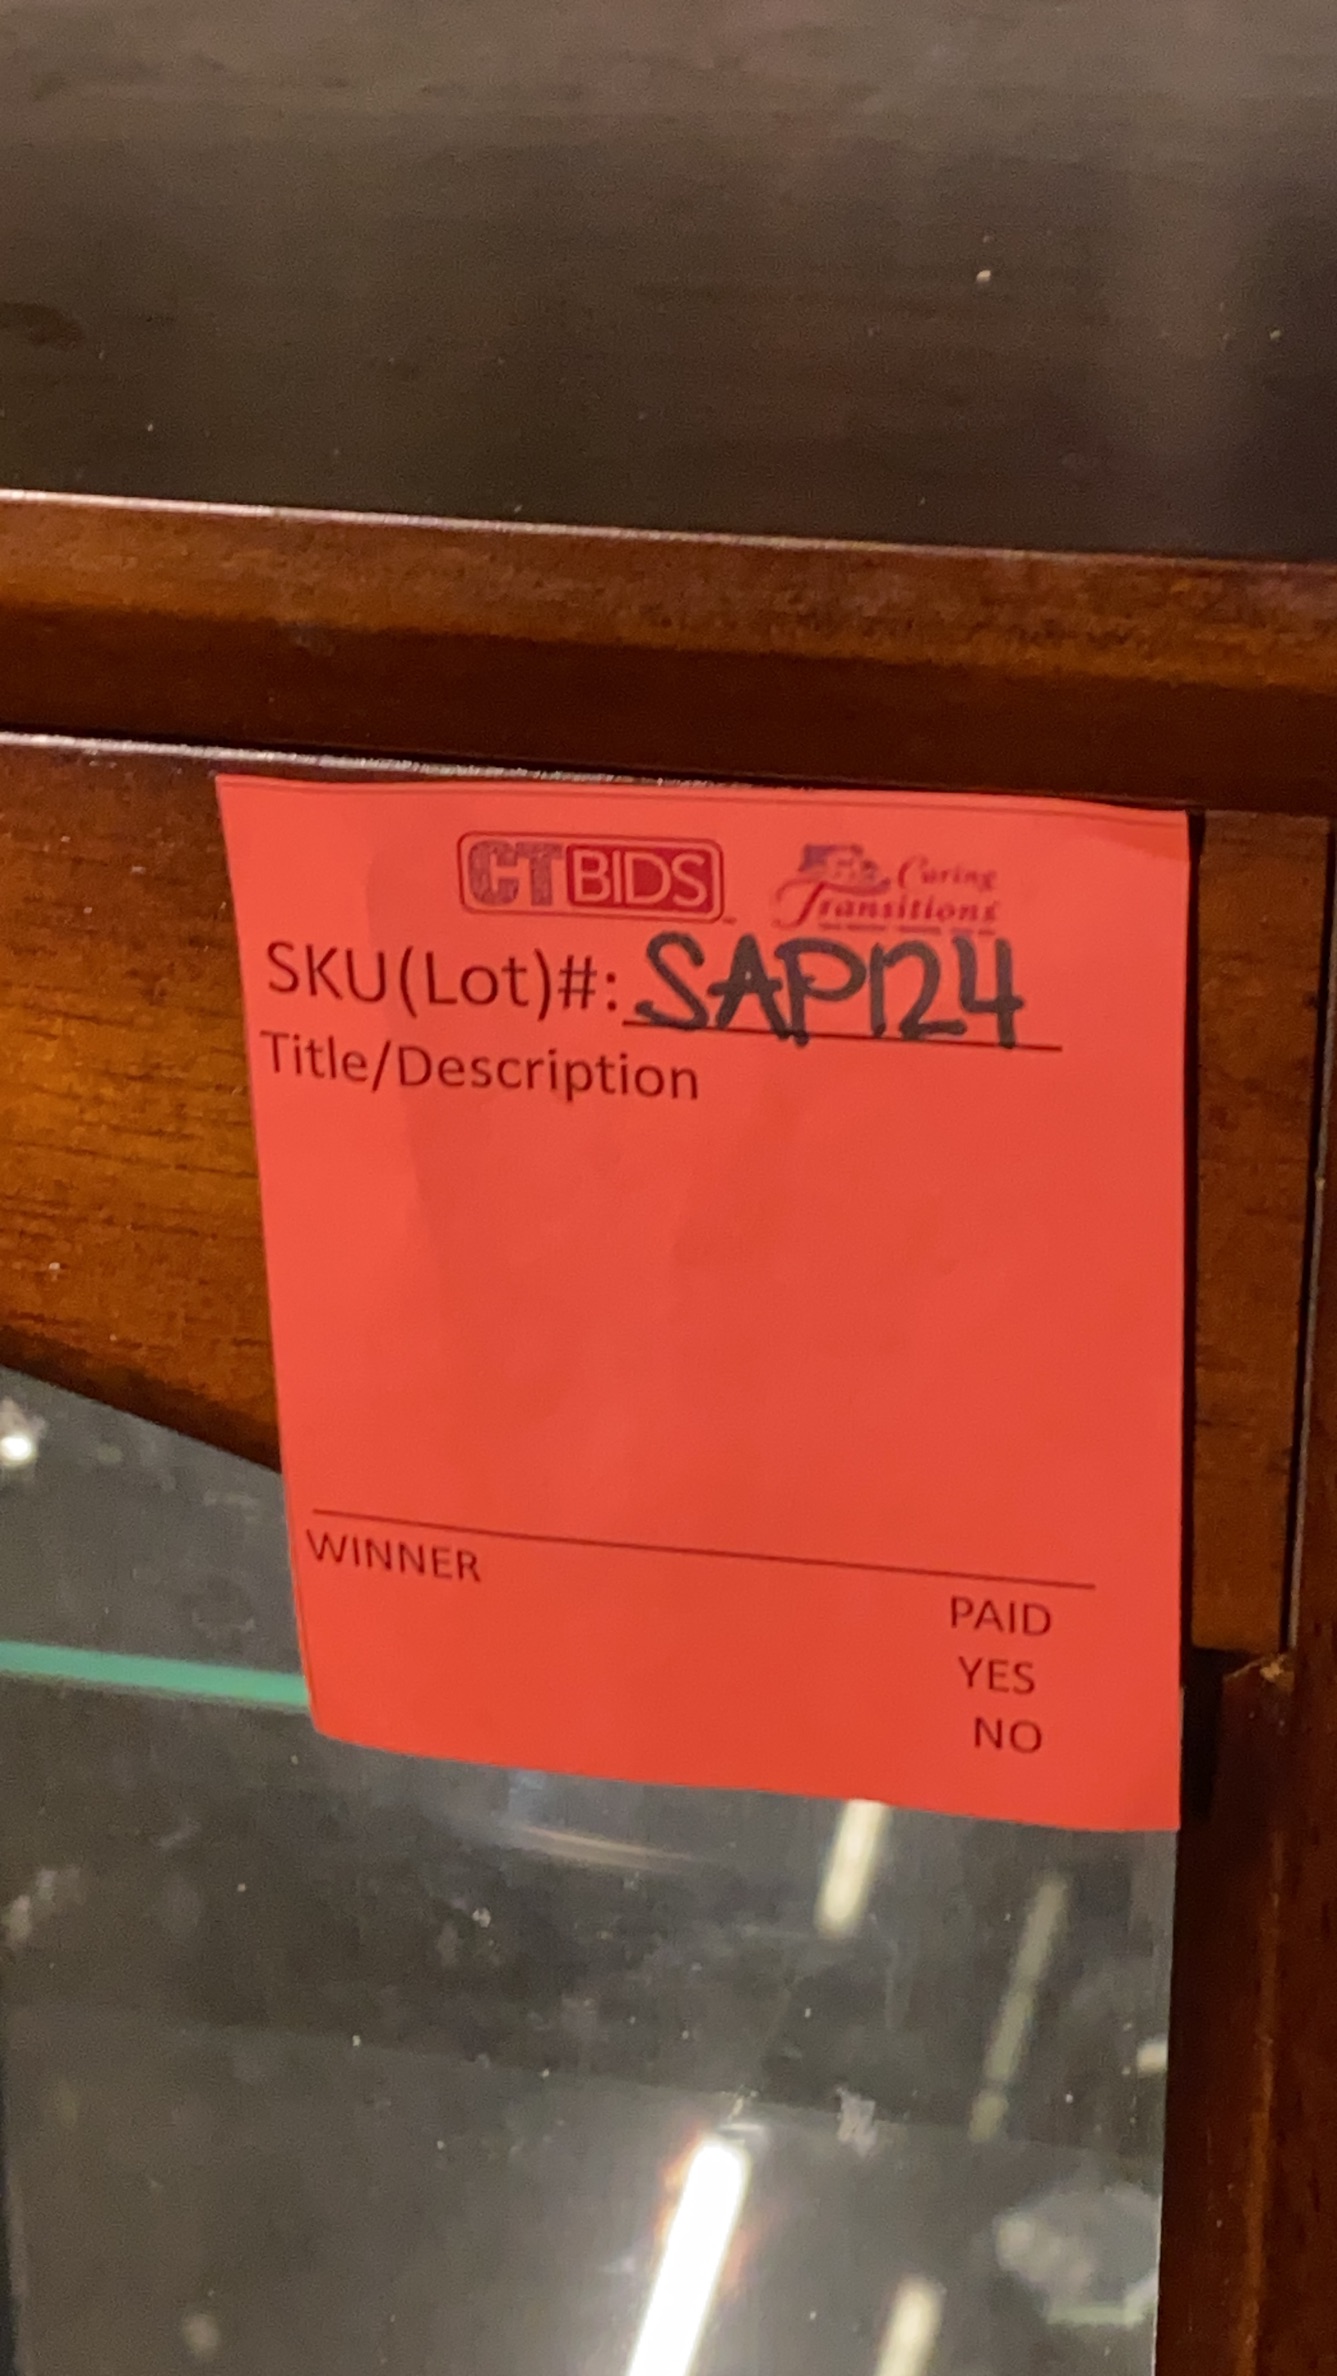 CTBIDS Caring Transitions
SKU(Lot)#: SAP124
Title/Description
WINNER
PAID
YES
NO